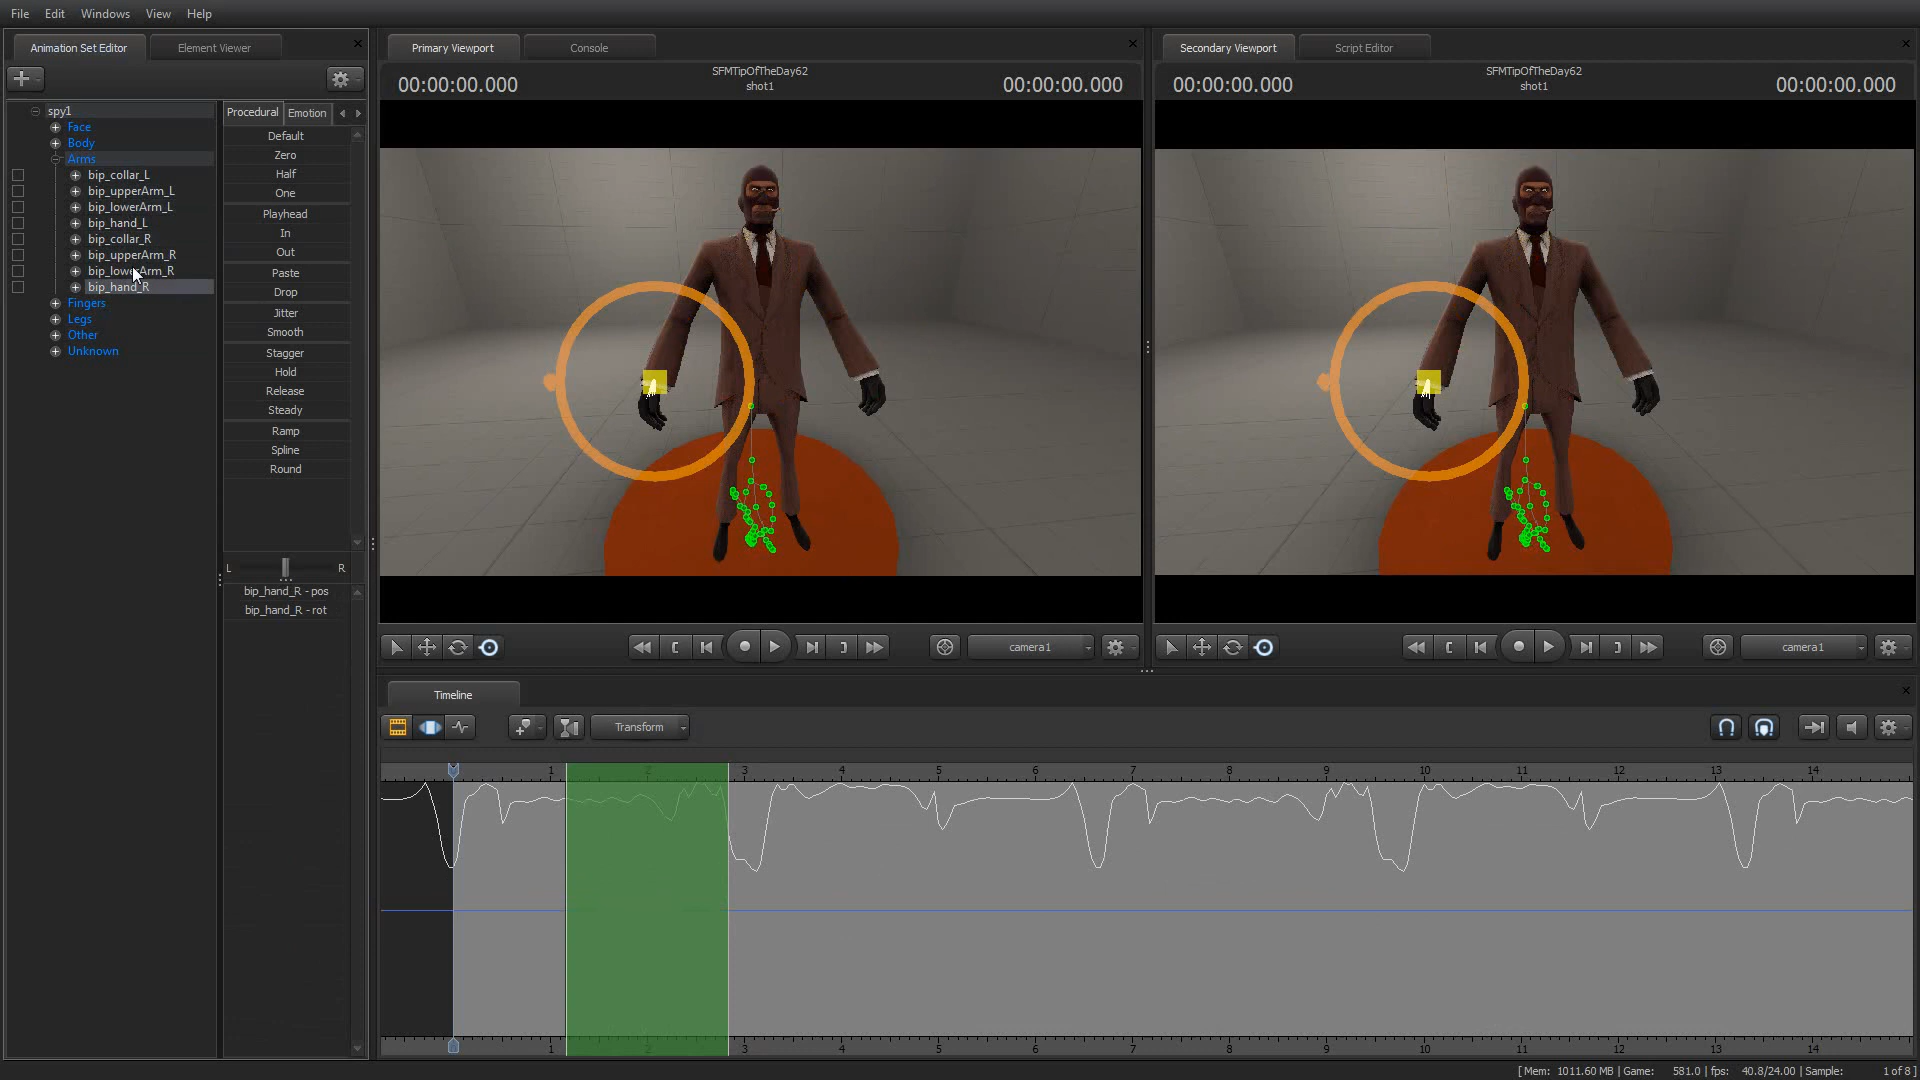 File Edit Windows View Help
Animation Set Editor Element Viewer
spy1
Face
Body
Arms
bip_collar_L
bip_upperArm_L
bip_lowerArm_L
bip_hand_L
bip_collar_R
bip_upperArm_R
bip_lowerArm_R
bip_hand_R
Fingers
Legs
Other
Unknown
Procedural Emotion
Default
Zero
Half
One
Playhead
In
Out
Paste
Drop
Jitter
Smooth
Stagger
Hold
Release
Steady
Ramp
Spline
Round
L R
bip_hand_R - pos
bip_hand_R - rot
Primary Viewport Console
00:00:00.000 SFMTipOfTheDay62 00:00:00.000
shot1
camera1
Secondary Viewport Script Editor
00:00:00.000 SFMTipOfTheDay62 00:00:00.000
shot1
camera1
Timeline
Transform
1 2 3 4 5 6 7 8 9 10 11 12 13 14
1 2 3 4 5 6 7 8 9 10 11 12 13 14
[ Mem: 1011.60 MB | Game: 581.0 | fps: 40.8/24.00 | Sample: 1 of 8 ]